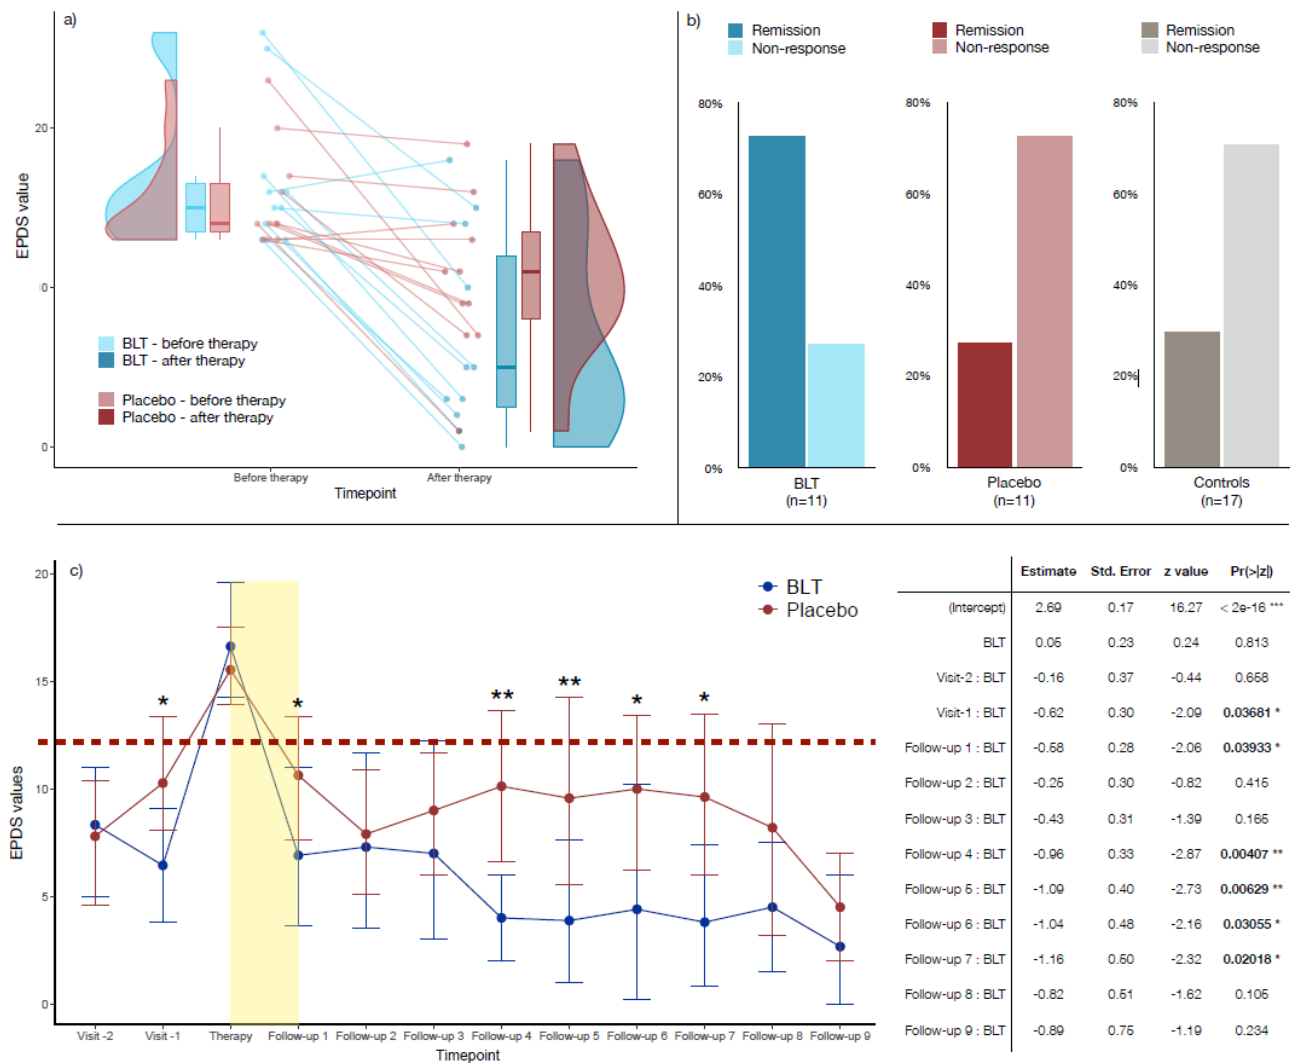 a)
EPDS value
20
10
0
BLT - before therapy
BLT - after therapy
Placebo - before therapy
Placebo - after therapy
Before therapy
After therapy
Timepoint
b)
Remission
Non-response
80%
60%
40%
20%
0%
BLT
(n=11)
Remission
Non-response
80%
60%
40%
20%
0%
Placebo
(n=11)
Remission
Non-response
80%
60%
40%
20%
0%
Controls
(n=17)
c)
EPDS values
20
15
10
5
0
BLT
Placebo
* * ** ** * *
Visit -2 Visit -1 Therapy Follow-up 1 Follow-up 2 Follow-up 3 Follow-up 4 Follow-up 5 Follow-up 6 Follow-up 7 Follow-up 8 Follow-up 9
Timepoint
Estimate Std. Error z value Pr(>|z|)
(Intercept) 2.69 0.17 16.27 < 2e-16 ***
BLT 0.05 0.23 0.24 0.813
Visit-2 : BLT -0.16 0.37 -0.44 0.658
Visit-1 : BLT -0.62 0.30 -2.09 0.03681 *
Follow-up 1 : BLT -0.58 0.28 -2.06 0.03933 *
Follow-up 2 : BLT -0.25 0.30 -0.82 0.415
Follow-up 3 : BLT -0.43 0.31 -1.39 0.165
Follow-up 4 : BLT -0.96 0.33 -2.87 0.00407 **
Follow-up 5 : BLT -1.09 0.40 -2.73 0.00629 **
Follow-up 6 : BLT -1.04 0.48 -2.16 0.03055 *
Follow-up 7 : BLT -1.16 0.50 -2.32 0.02018 *
Follow-up 8 : BLT -0.82 0.51 -1.62 0.105
Follow-up 9 : BLT -0.89 0.75 -1.19 0.234